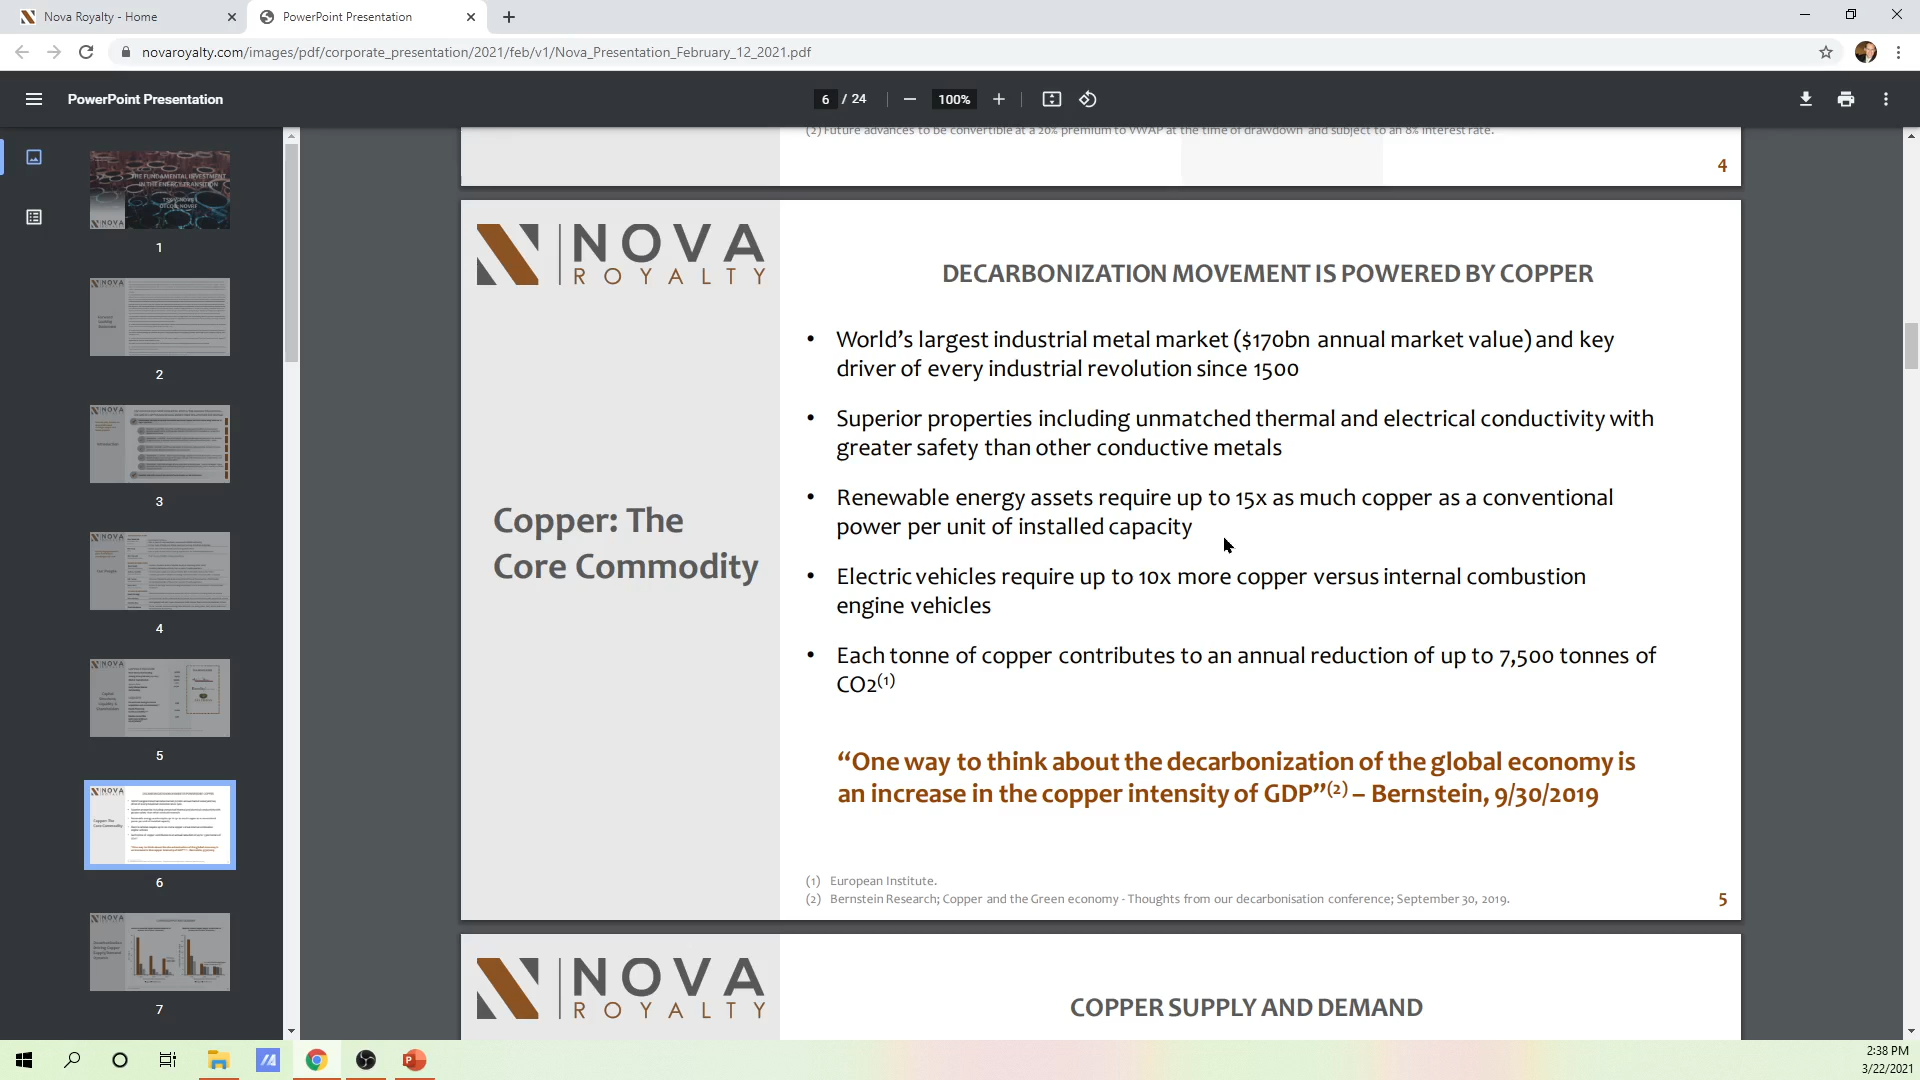 Nova Royalty - Home
PowerPoint Presentation
novaroyalty.com/images/pdf/corporate_presentation/2021/feb/v1/Nova_Presentation_February_12_2021.pdf
PowerPoint Presentation
6 / 24
100%
(2) Future advances to be convertible at a 20% premium to VWAP at the time of drawdown and subject to an 8% interest rate.
4
THE FUNDAMENTAL INVESTMENT
IN THE ENERGY TRANSITION
1
2
3
4
5
6
7
NOVA
ROYALTY
Copper: The
Core Commodity
DECARBONIZATION MOVEMENT IS POWERED BY COPPER
• World's largest industrial metal market ($170bn annual market value) and key
driver of every industrial revolution since 1500
• Superior properties including unmatched thermal and electrical conductivity with
greater safety than other conductive metals
• Renewable energy assets require up to 15x as much copper as a conventional
power per unit of installed capacity
• Electric vehicles require up to 10x more copper versus internal combustion
engine vehicles
• Each tonne of copper contributes to an annual reduction of up to 7,500 tonnes of
CO2(1)
“One way to think about the decarbonization of the global economy is
an increase in the copper intensity of GDP”(2) – Bernstein, 9/30/2019
(1) European Institute.
(2) Bernstein Research; Copper and the Green economy - Thoughts from our decarbonisation conference; September 30, 2019.
5
NOVA
ROYALTY
COPPER SUPPLY AND DEMAND
2:38 PM
3/22/2021